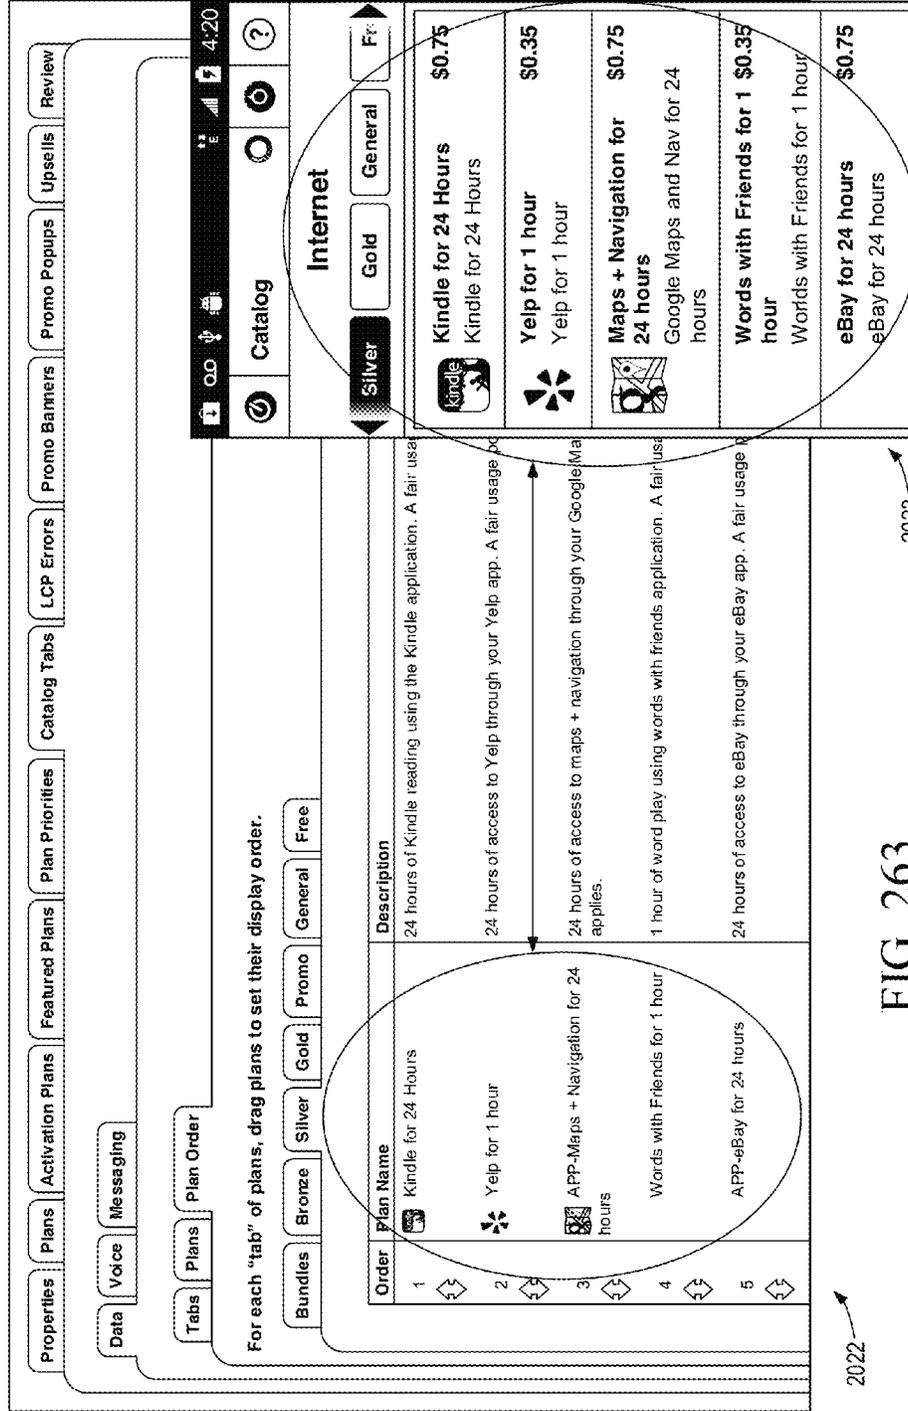 Properties
Plans
Activation Plans
Featured Plans
Plan Priorities
Catalog Tabs
LCP Errors
Promo Banners
Promo Popups
Upsells
Review
Data
Voice
Messaging
Tabs
Plans
Plan Order
For each "tab" of plans, drag plans to set their display order.
Bundles
Bronze
Silver
Gold
Promo
General
Free
Order
Plan Name
Description
1
Kindle for 24 Hours
24 hours of Kindle reading using the Kindle application. A fair usa
2
Yelp for 1 hour
24 hours of access to Yelp through your Yelp app. A fair usage po
3
APP-Maps + Navigation for 24
hours
24 hours of access to maps + navigation through your Google Ma
applies.
4
Words with Friends for 1 hour
1 hour of word play using words with friends application. A fair usa
5
APP-eBay for 24 hours
24 hours of access to eBay through your eBay app. A fair usage
4:20
Catalog
?
Internet
Silver
Gold
General
Fr
Kindle
Kindle for 24 Hours $0.75
Kindle for 24 Hours
Yelp for 1 hour $0.35
Yelp for 1 hour
Maps + Navigation for $0.75
24 hours
Google Maps and Nav for 24
hours
Words with Friends for 1 $0.35
hour
Worlds with Friends for 1 hour
eBay for 24 hours $0.75
eBay for 24 hours
2022
FIG. 263